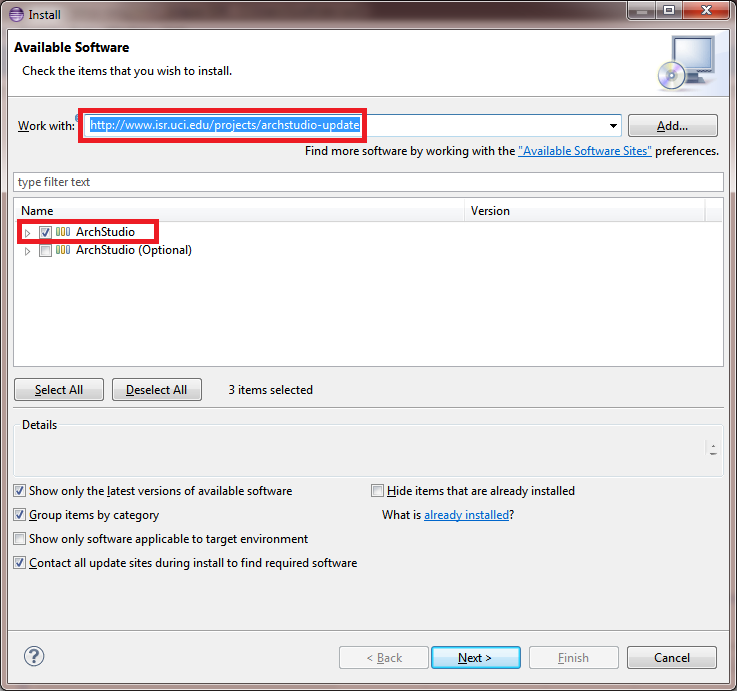 Install
Available Software
Check the items that you wish to install.
Work with: http://www.isr.uci.edu/projects/archstudio-update Add...
Find more software by working with the "Available Software Sites" preferences.
type filter text
Name Version
ArchStudio
ArchStudio (Optional)
Select All Deselect All 3 items selected
Details
Show only the latest versions of available software Hide items that are already installed
Group items by category What is already installed?
Show only software applicable to target environment
Contact all update sites during install to find required software
? < Back Next > Finish Cancel